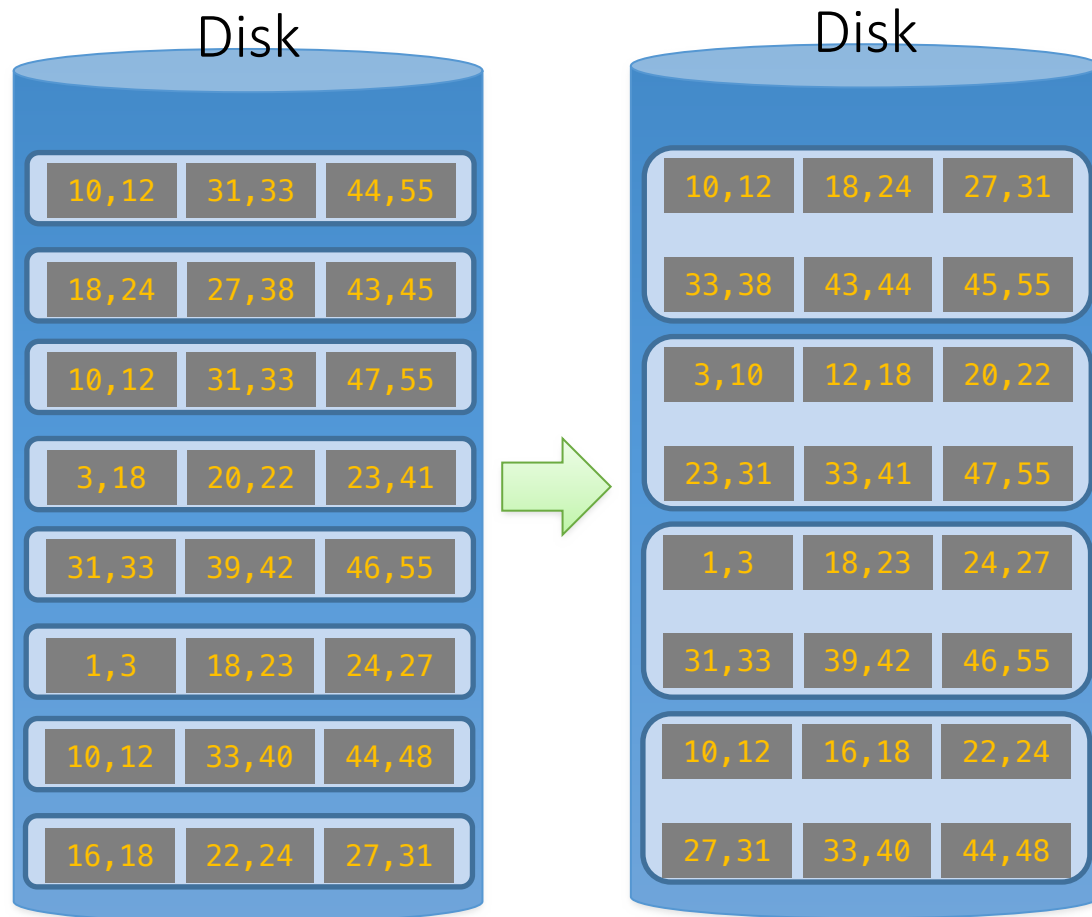 Disk
10,12 31,33 44,55
18,24 27,38 43,45
10,12 31,33 47,55
3,18 20,22 23,41
31,33 39,42 46,55
1,3 18,23 24,27
10,12 33,40 44,48
16,18 22,24 27,31
Disk
10,12 18,24 27,31
33,38 43,44 45,55
3,10 12,18 20,22
23,31 33,41 47,55
1,3 18,23 24,27
31,33 39,42 46,55
10,12 16,18 22,24
27,31 33,40 44,48